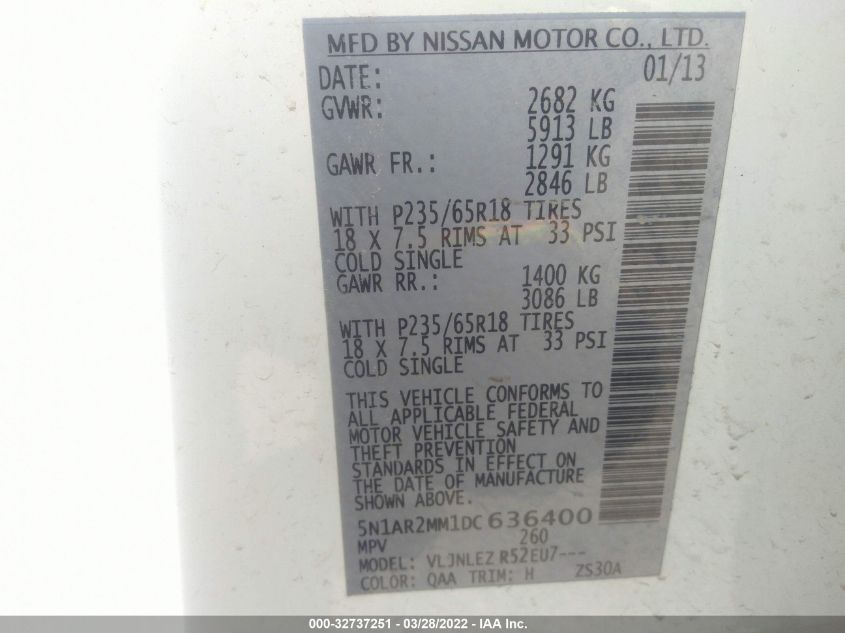 MFD BY NISSAN MOTOR CO., LTD.
DATE: 01/13
GVWR: 2682 KG
5913 LB
GAWR FR.: 1291 KG
2846 LB
WITH P235/65R18 TIRES
18 X 7.5 RIMS AT 33 PSI
COLD SINGLE
GAWR RR.: 1400 KG
3086 LB
WITH P235/65R18 TIRES
18 X 7.5 RIMS AT 33 PSI
COLD SINGLE
THIS VEHICLE CONFORMS TO
ALL APPLICABLE FEDERAL
MOTOR VEHICLE SAFETY AND
THEFT PREVENTION
STANDARDS IN EFFECT ON
THE DATE OF MANUFACTURE
SHOWN ABOVE.
5N1AR2MM1DC636400
MPV 260
MODEL: VLJNLEZ R52EU7---
COLOR: QAA TRIM: H ZS30A
000-32737251 - 03/28/2022 - IAAI Inc.